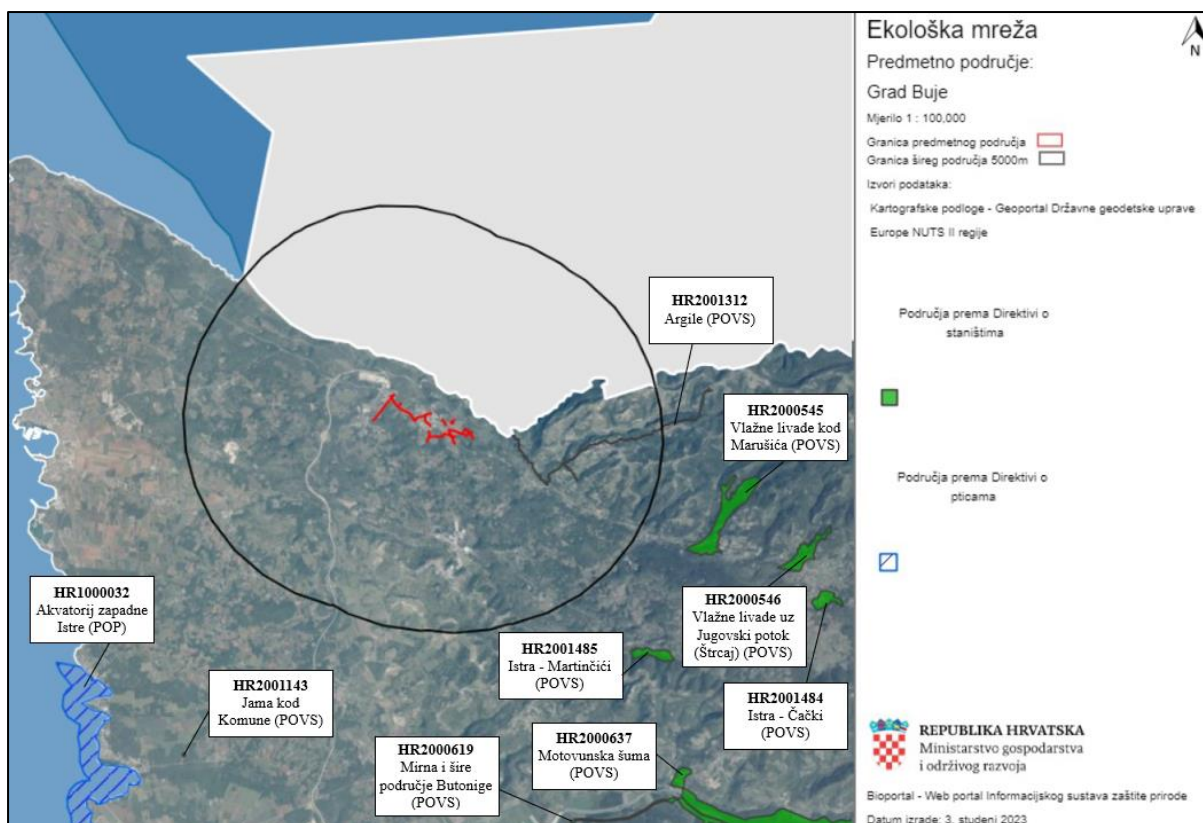 Ekološka mreža
N
Predmetno područje:
Grad Buje
Mjerilo 1 : 100,000
Granica predmetnog područja
Granica šireg područja 5000m
Izvori podataka:
Kartografske podloge - Geoportal Državne geodetske uprave
Europe NUTS II regije
Područja prema Direktivi o
staništima
Područja prema Direktivi o
pticama
REPUBLIKA HRVATSKA
Ministarstvo gospodarstva
i održivog razvoja
Bioportal - Web portal Informacijskog sustava zaštite prirode
Datum izrade: 3. studeni 2023
HR2001312
Argile (POVS)
HR2000545
Vlažne livade kod
Marušića (POVS)
HR1000032
Akvatorij zapadne
Istre (POP)
HR2000546
Vlažne livade uz
Jugovski potok
(Štrcaj) (POVS)
HR2001485
Istra - Martinčići
(POVS)
HR2001143
Jama kod
Komune (POVS)
HR2001484
Istra - Čački
(POVS)
HR2000637
Motovunska šuma
(POVS)
HR2000619
Mirna i šire
područje Butonige
(POVS)